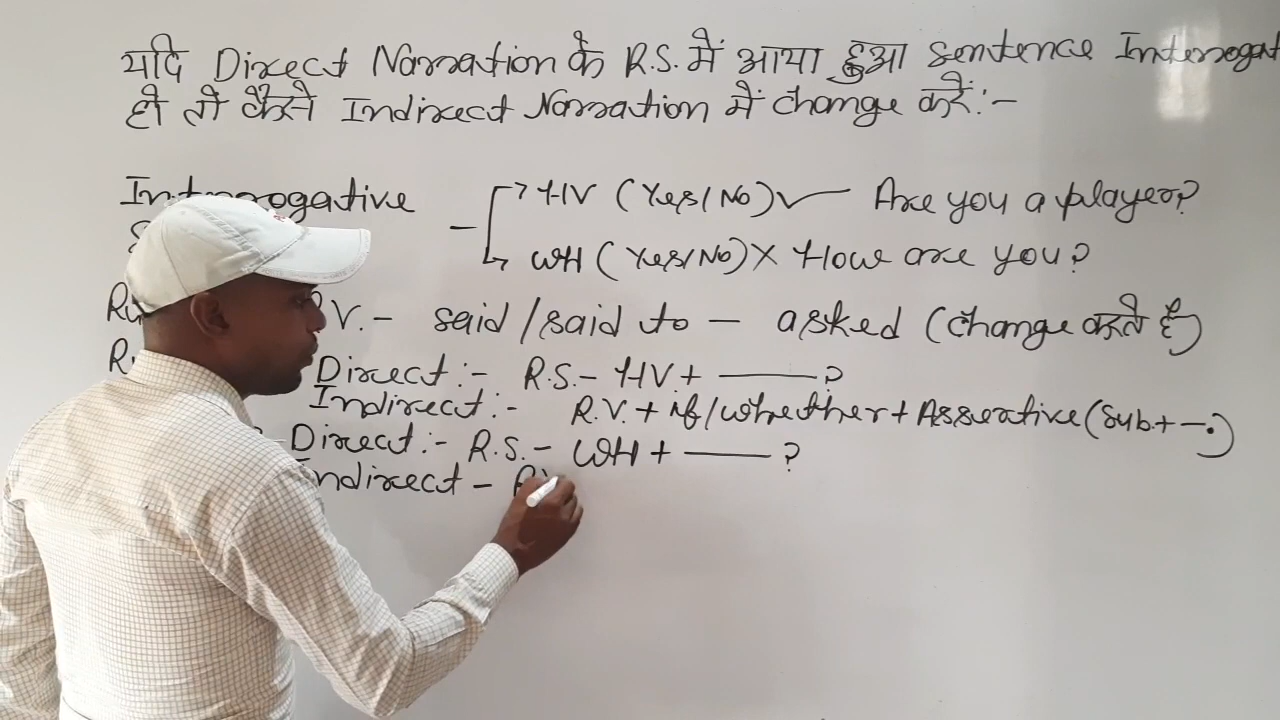 यदि Direct Narration के R.S. में आया हुआ sentence Interrogat
हो तो कैसे Indirect Narration में change करें:-
Interrogative
HV (Yes/No) ✓ Are you a player?
WH (Yes/No) X How are you?
R.V. - said/said to - asked (change करते हैं)
Direct:- R.S.- HV + ——— ?
Indirect:- R.V. + if/whether + Assertive (Sub + —.)
Direct:- R.S. - WH + ——— ?
Indirect - R.V